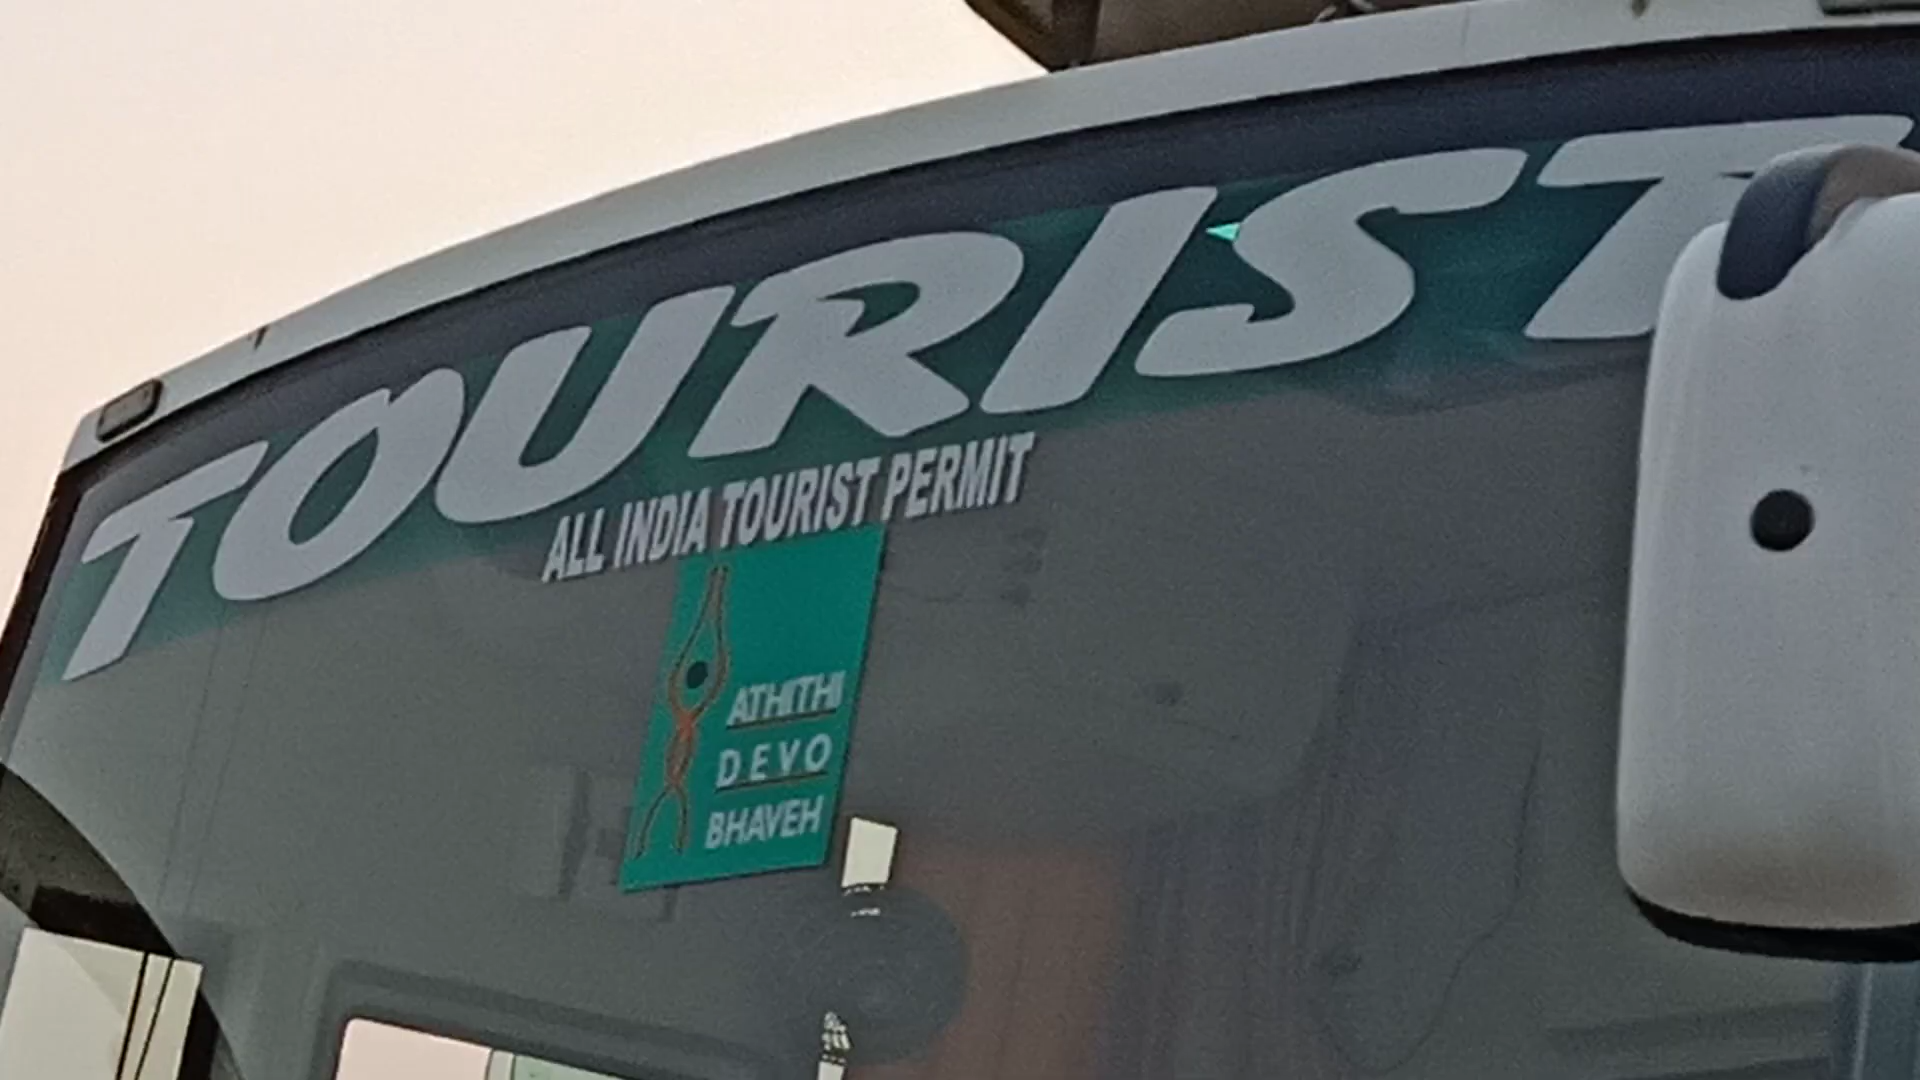 TOURIST
ALL INDIA TOURIST PERMIT
ATHITHI
DEVO
BHAVEH